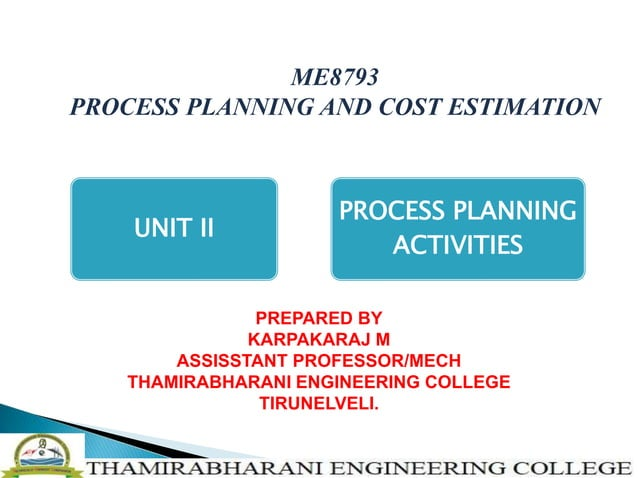 ME8793
PROCESS PLANNING AND COST ESTIMATION
UNIT II
PROCESS PLANNING
ACTIVITIES
PREPARED BY
KARPAKARAJ M
ASSISSTANT PROFESSOR/MECH
THAMIRABHARANI ENGINEERING COLLEGE
TIRUNELVELI.
THAMIRABHARANI ENGINEERING COLLEGE